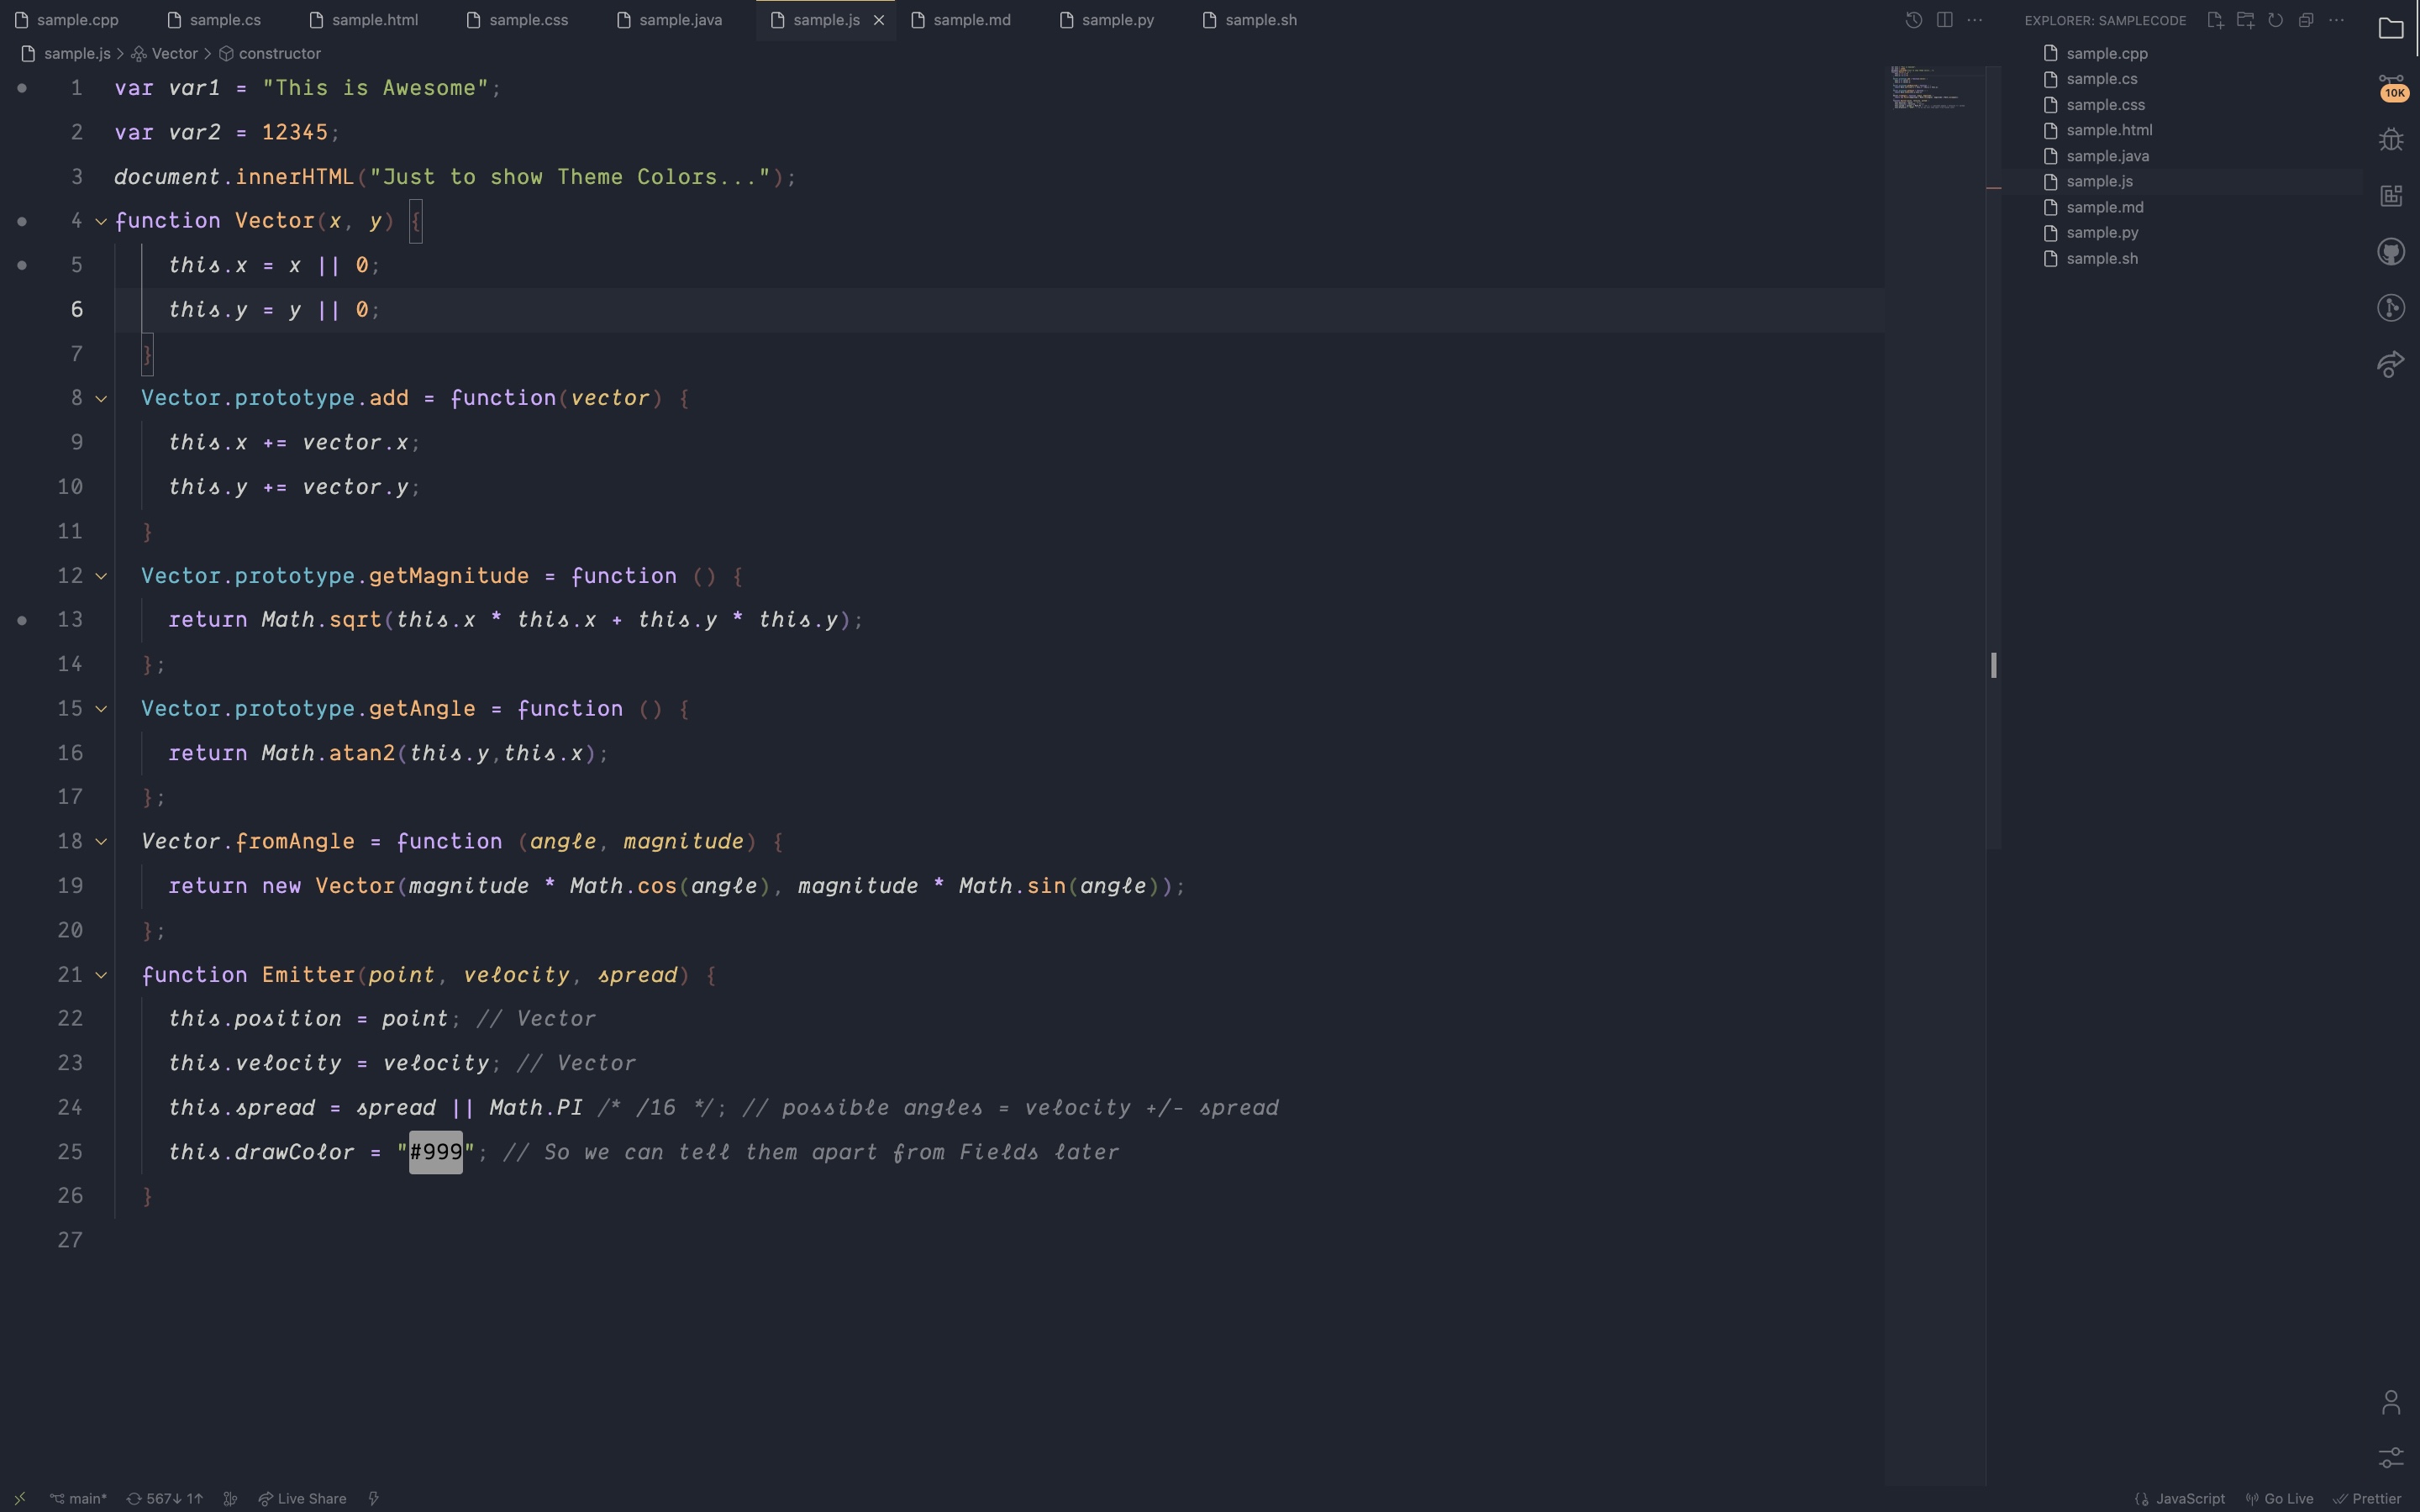 sample.cpp sample.cs sample.html sample.css sample.java sample.js sample.md sample.py sample.sh
sample.js > Vector > constructor
1 var var1 = "This is Awesome";
2 var var2 = 12345;
3 document.innerHTML("Just to show Theme Colors...");
4 function Vector(x, y) {
5 this.x = x || 0;
6 this.y = y || 0;
7 }
8 Vector.prototype.add = function(vector) {
9 this.x += vector.x;
10 this.y += vector.y;
11 }
12 Vector.prototype.getMagnitude = function () {
13 return Math.sqrt(this.x * this.x + this.y * this.y);
14 };
15 Vector.prototype.getAngle = function () {
16 return Math.atan2(this.y,this.x);
17 };
18 Vector.fromAngle = function (angle, magnitude) {
19 return new Vector(magnitude * Math.cos(angle), magnitude * Math.sin(angle));
20 };
21 function Emitter(point, velocity, spread) {
22 this.position = point; // Vector
23 this.velocity = velocity; // Vector
24 this.spread = spread || Math.PI /* /16 */; // possible angles = velocity +/- spread
25 this.drawColor = "#999"; // So we can tell them apart from Fields later
26 }
27
EXPLORER: SAMPLECODE
sample.cpp
sample.cs
sample.css
sample.html
sample.java
sample.js
sample.md
sample.py
sample.sh
10K
main* 567↓ 1↑ Live Share
JavaScript Go Live Prettier